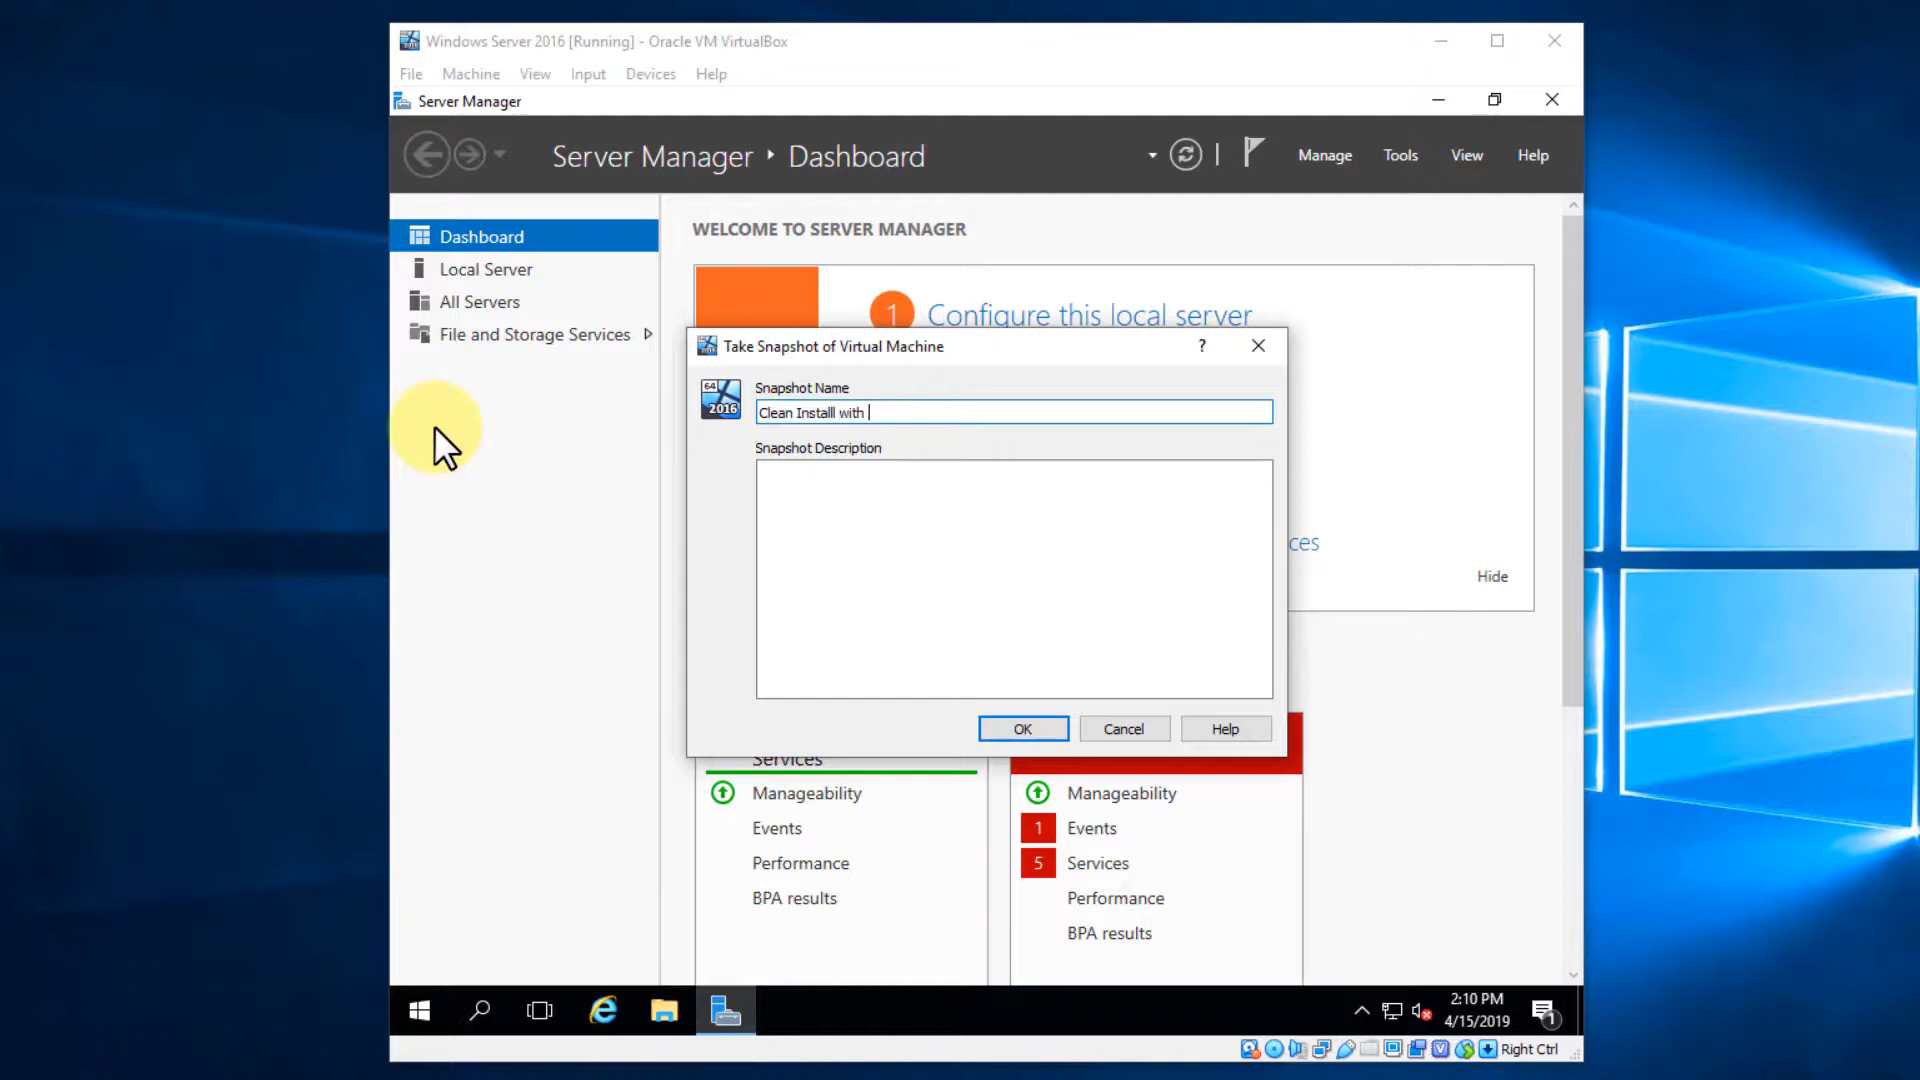 Windows Server 2016 [Running] - Oracle VM VirtualBox
File Machine View Input Devices Help
Server Manager
Server Manager ‣ Dashboard
Manage Tools View Help
Dashboard
Local Server
All Servers
File and Storage Services
WELCOME TO SERVER MANAGER
1 Configure this local server
Take Snapshot of Virtual Machine ?
64
2016
Snapshot Name
Clean Installl with
Snapshot Description
ces
Hide
OK Cancel Help
Services
Manageability
Events
Performance
BPA results
Manageability
1 Events
5 Services
Performance
BPA results
2:10 PM
4/15/2019
1
Right Ctrl